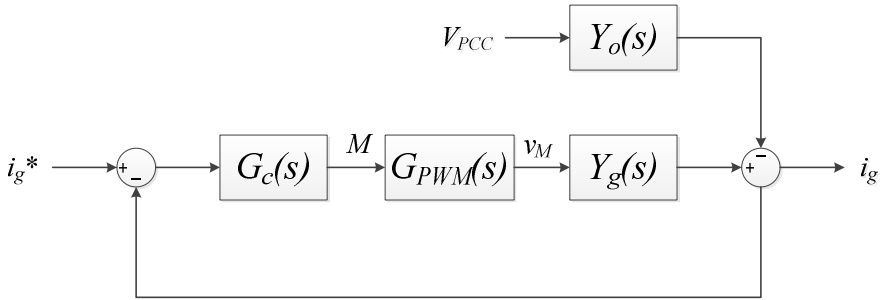 V_PCC
Y_o(s)
i_g*
+
−
G_c(s)
M
G_PWM(s)
v_M
Y_g(s)
−
+
i_g